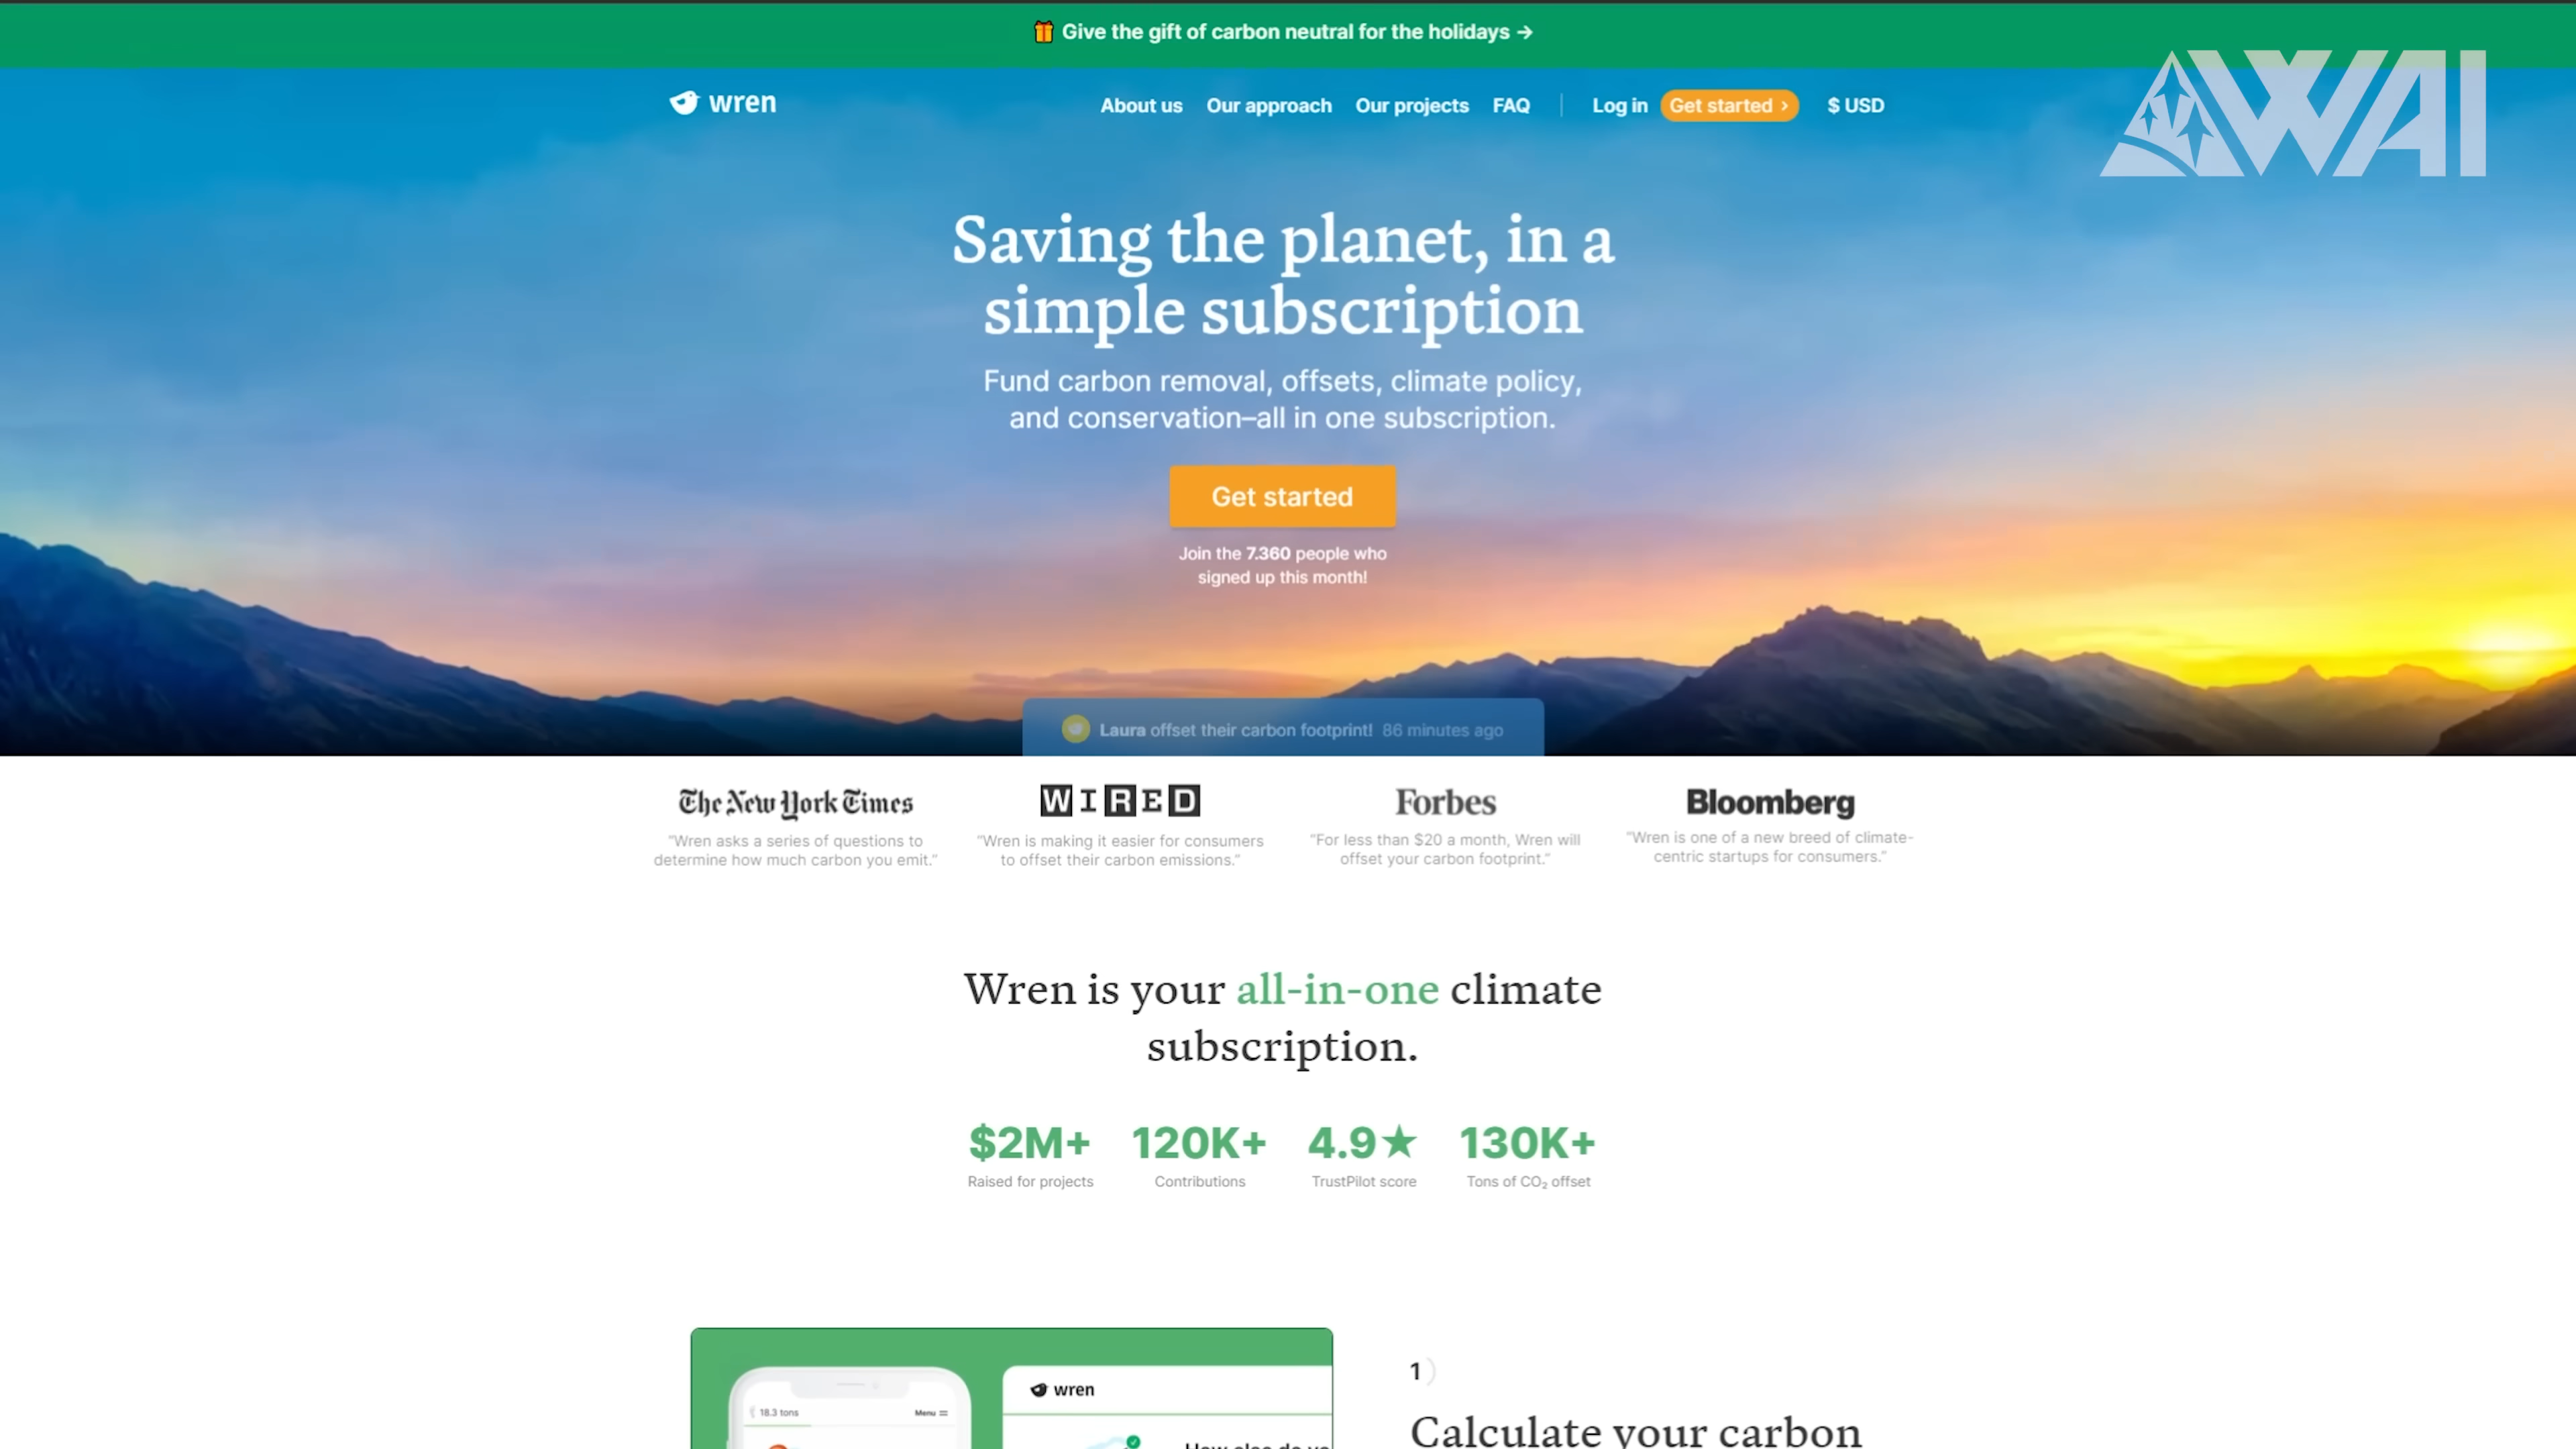 Give the gift of carbon neutral for the holidays →
WAI
wren
About us Our approach Our projects FAQ Log in Get started › $ USD
Saving the planet, in a
simple subscription
Fund carbon removal, offsets, climate policy,
and conservation–all in one subscription.
Get started
Join the 7.360 people who
signed up this month!
Laura offset their carbon footprint! 86 minutes ago
The New York Times
"Wren asks a series of questions to
determine how much carbon you emit."
WIRED
"Wren is making it easier for consumers
to offset their carbon emissions."
Forbes
"For less than $20 a month, Wren will
offset your carbon footprint."
Bloomberg
"Wren is one of a new breed of climate-
centric startups for consumers."
Wren is your all-in-one climate
subscription.
$2M+ 120K+ 4.9★ 130K+
Raised for projects Contributions TrustPilot score Tons of CO₂ offset
18.3 tons Menu
wren
1)
Calculate your carbon